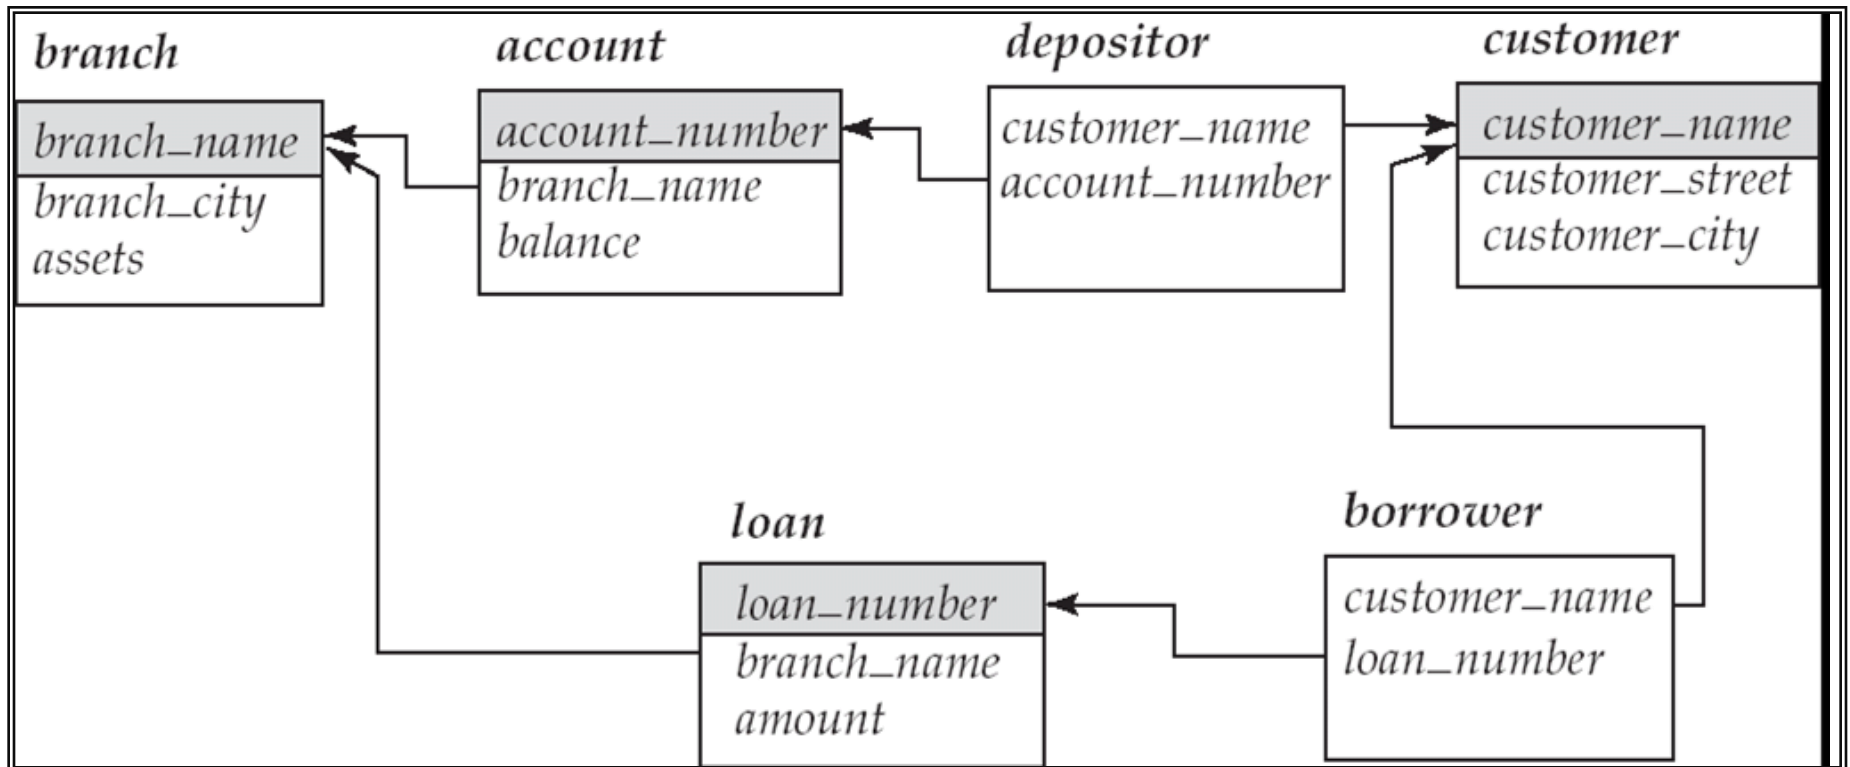 branch
branch_name
branch_city
assets
account
account_number
branch_name
balance
depositor
customer_name
account_number
customer
customer_name
customer_street
customer_city
loan
loan_number
branch_name
amount
borrower
customer_name
loan_number